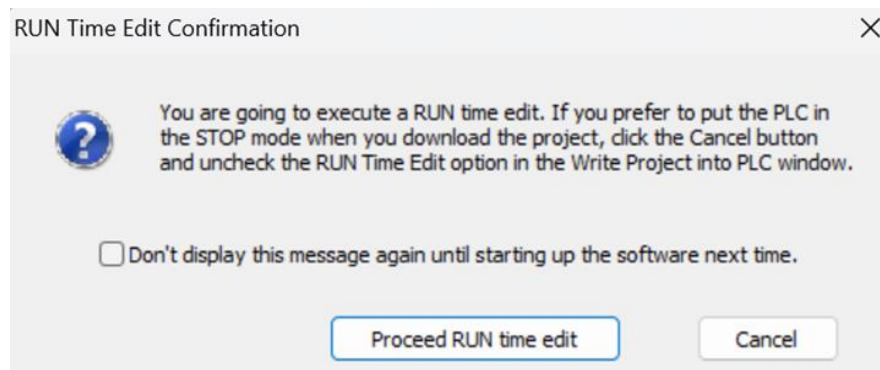 RUN Time Edit Confirmation
You are going to execute a RUN time edit. If you prefer to put the PLC in
the STOP mode when you download the project, click the Cancel button
and uncheck the RUN Time Edit option in the Write Project into PLC window.
Don't display this message again until starting up the software next time.
Proceed RUN time edit
Cancel